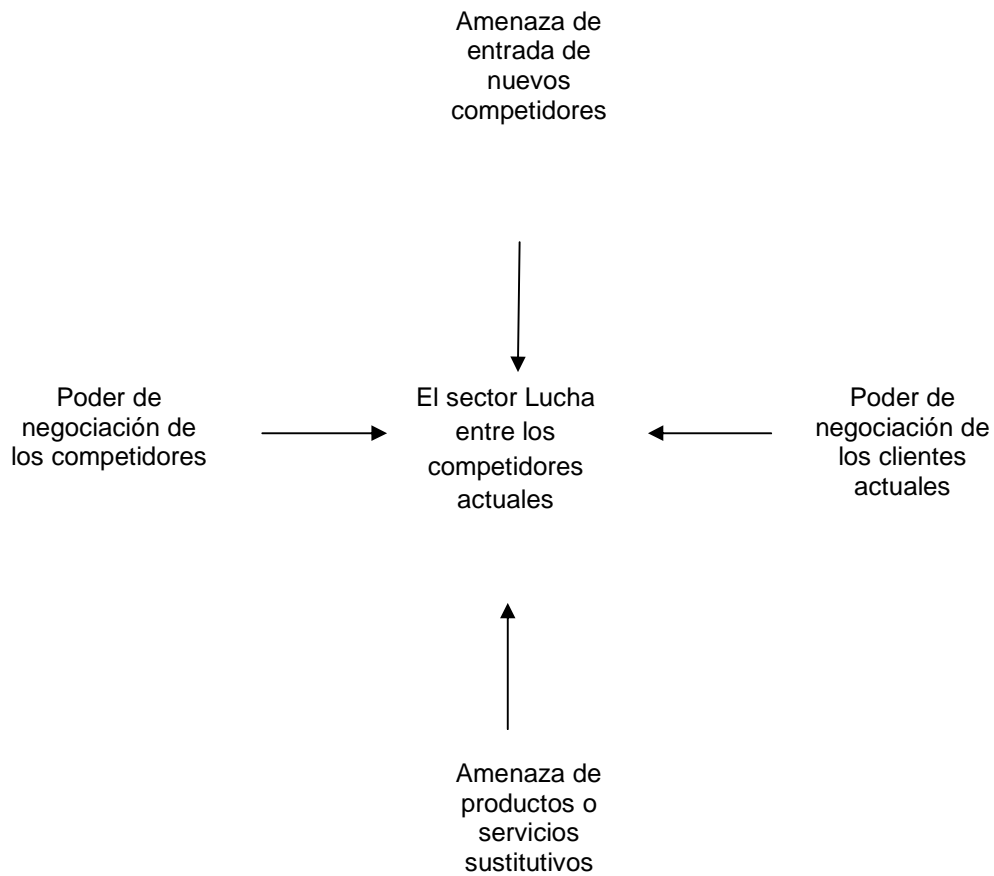 Amenaza de
entrada de
nuevos
competidores
Poder de
negociación de
los competidores
El sector Lucha
entre los
competidores
actuales
Poder de
negociación de
los clientes
actuales
Amenaza de
productos o
servicios
sustitutivos